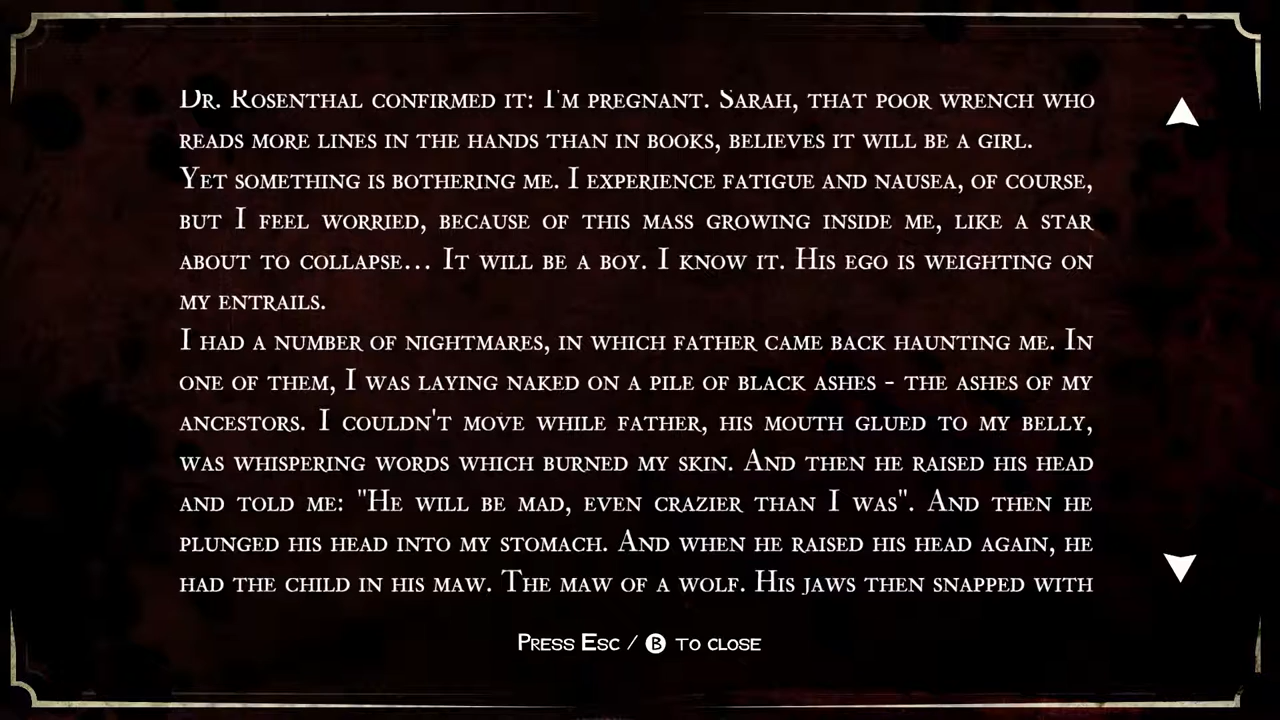 Dr. Rosenthal confirmed it: I'm pregnant. Sarah, that poor wrench who
reads more lines in the hands than in books, believes it will be a girl.
Yet something is bothering me. I experience fatigue and nausea, of course,
but I feel worried, because of this mass growing inside me, like a star
about to collapse... It will be a boy. I know it. His ego is weighting on
my entrails.
I had a number of nightmares, in which father came back haunting me. In
one of them, I was laying naked on a pile of black ashes - the ashes of my
ancestors. I couldn't move while father, his mouth glued to my belly,
was whispering words which burned my skin. And then he raised his head
and told me: "He will be mad, even crazier than I was". And then he
plunged his head into my stomach. And when he raised his head again, he
had the child in his maw. The maw of a wolf. His jaws then snapped with
Press Esc / B to close